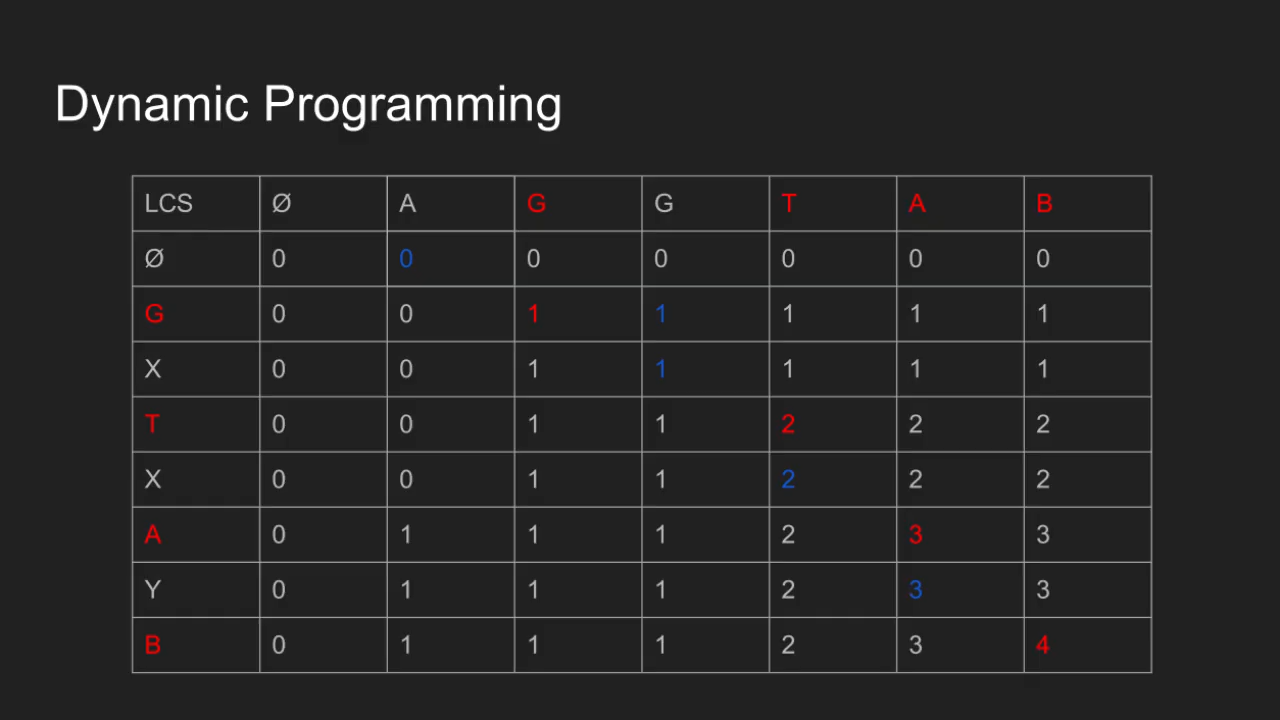 Dynamic Programming
LCS Ø A G G T A B
Ø 0 0 0 0 0 0 0
G 0 0 1 1 1 1 1
X 0 0 1 1 1 1 1
T 0 0 1 1 2 2 2
X 0 0 1 1 2 2 2
A 0 1 1 1 2 3 3
Y 0 1 1 1 2 3 3
B 0 1 1 1 2 3 4